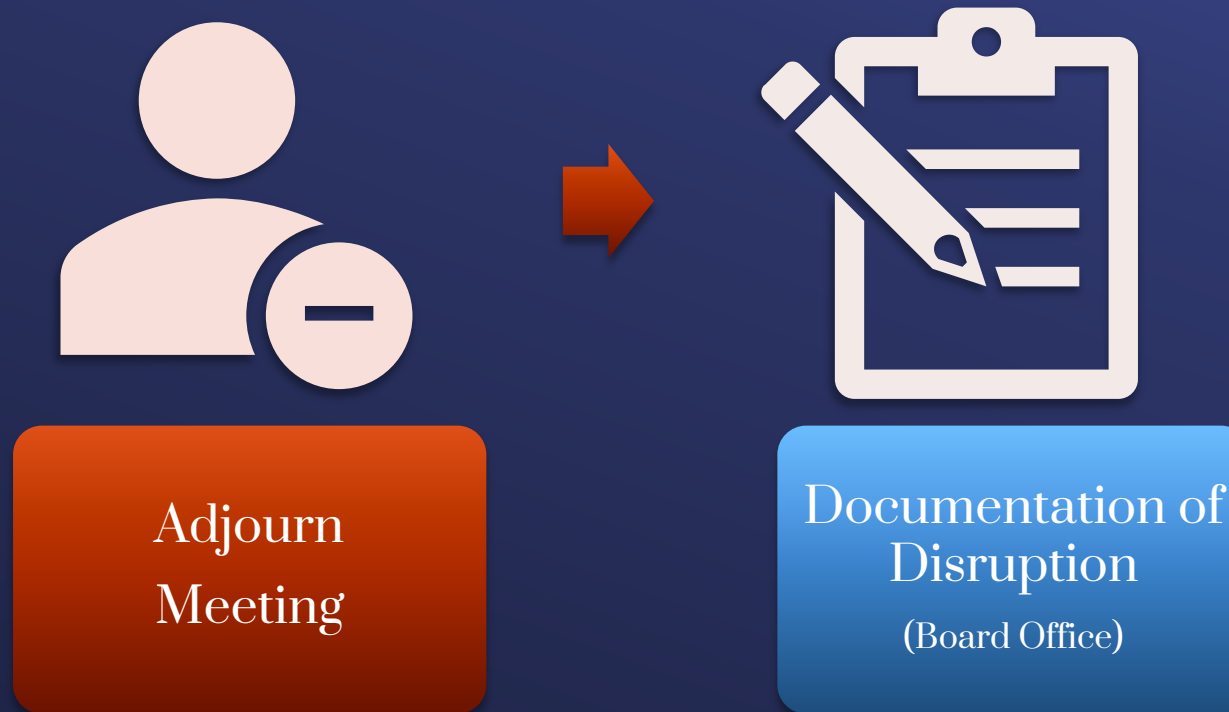 Adjourn
Meeting
Documentation of
Disruption
(Board Office)